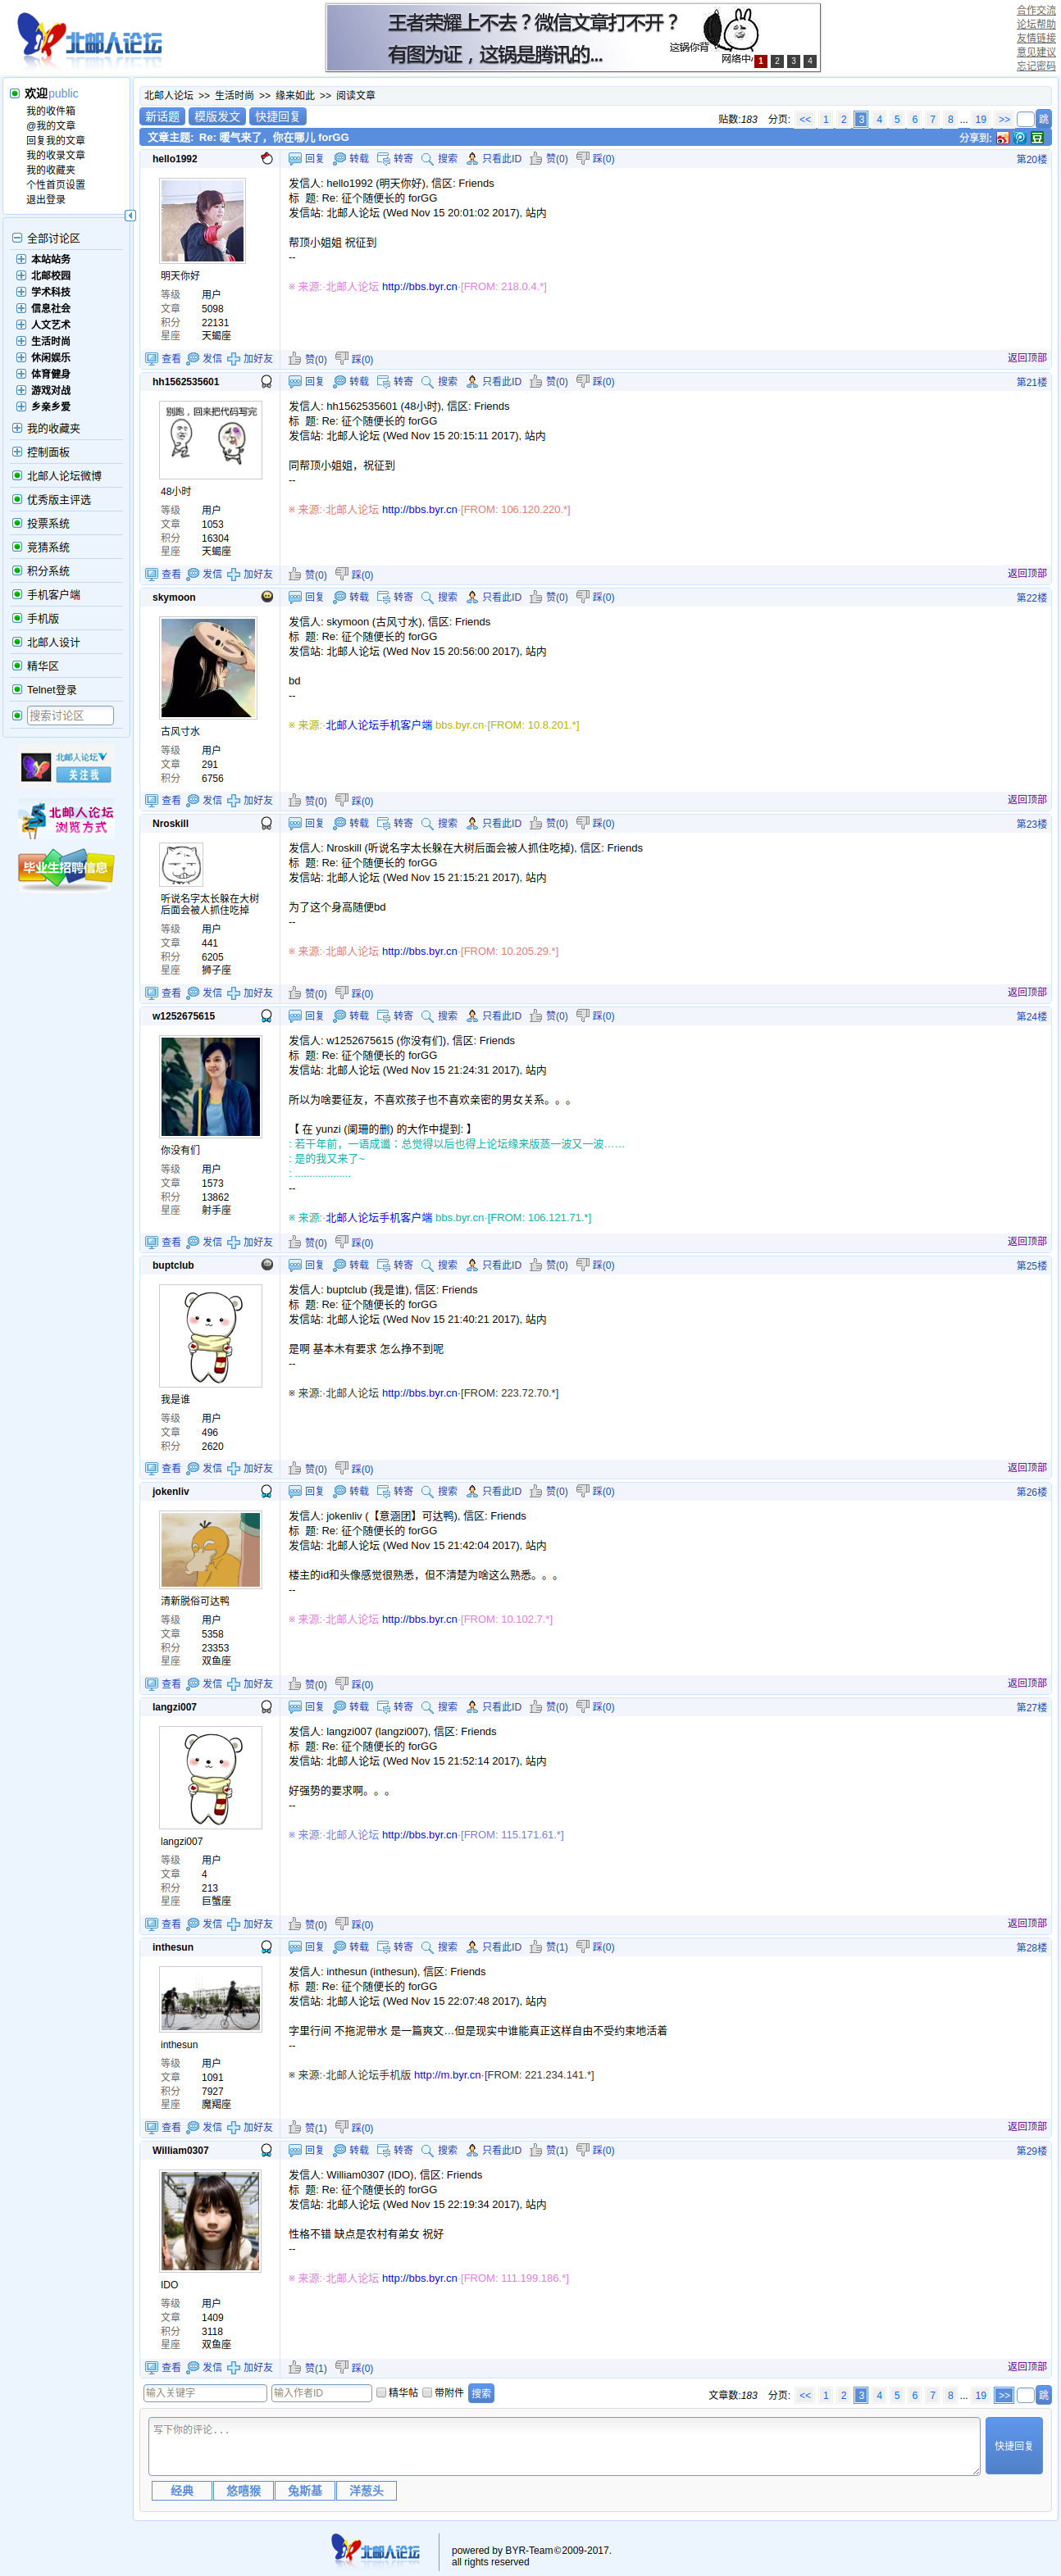 北邮人论坛
王者荣耀上不去？微信文章打不开？
有图为证，这锅是腾讯的...
这锅你背
网络中心
1 2 3 4
合作交流
论坛帮助
友情链接
意见建议
忘记密码
欢迎public
我的收件箱
@我的文章
回复我的文章
我的收录文章
我的收藏夹
个性首页设置
退出登录
全部讨论区
本站站务
北邮校园
学术科技
信息社会
人文艺术
生活时尚
休闲娱乐
体育健身
游戏对战
乡亲乡爱
我的收藏夹
控制面板
北邮人论坛微博
优秀版主评选
投票系统
竞猜系统
积分系统
手机客户端
手机版
北邮人设计
精华区
Telnet登录
搜索讨论区
北邮人论坛
关注我
北邮人论坛
浏览方式
毕业生招聘信息
北邮人论坛 >> 生活时尚 >> 缘来如此 >> 阅读文章
新话题 模版发文 快捷回复
贴数:183 分页: << 1 2 3 4 5 6 7 8 ... 19 >> 跳
文章主题: Re: 暖气来了，你在哪儿 forGG
分享到:
hello1992
回复 转载 转寄 搜索 只看此ID 赞(0) 踩(0)
第20楼
明天你好
等级 用户
文章 5098
积分 22131
星座 天蝎座
发信人: hello1992 (明天你好), 信区: Friends
标 题: Re: 征个随便长的 forGG
发信站: 北邮人论坛 (Wed Nov 15 20:01:02 2017), 站内
帮顶小姐姐 祝征到
--
※ 来源:·北邮人论坛 http://bbs.byr.cn·[FROM: 218.0.4.*]
查看 发信 加好友 赞(0) 踩(0)
返回顶部
hh1562535601
回复 转载 转寄 搜索 只看此ID 赞(0) 踩(0)
第21楼
别跑，回来把代码写完
48小时
等级 用户
文章 1053
积分 16304
星座 天蝎座
发信人: hh1562535601 (48小时), 信区: Friends
标 题: Re: 征个随便长的 forGG
发信站: 北邮人论坛 (Wed Nov 15 20:15:11 2017), 站内
同帮顶小姐姐，祝征到
--
※ 来源:·北邮人论坛 http://bbs.byr.cn·[FROM: 106.120.220.*]
查看 发信 加好友 赞(0) 踩(0)
返回顶部
skymoon
回复 转载 转寄 搜索 只看此ID 赞(0) 踩(0)
第22楼
古风寸水
等级 用户
文章 291
积分 6756
发信人: skymoon (古风寸水), 信区: Friends
标 题: Re: 征个随便长的 forGG
发信站: 北邮人论坛 (Wed Nov 15 20:56:00 2017), 站内
bd
--
※ 来源:·北邮人论坛手机客户端 bbs.byr.cn·[FROM: 10.8.201.*]
查看 发信 加好友 赞(0) 踩(0)
返回顶部
Nroskill
回复 转载 转寄 搜索 只看此ID 赞(0) 踩(0)
第23楼
听说名字太长躲在大树
后面会被人抓住吃掉
等级 用户
文章 441
积分 6205
星座 狮子座
发信人: Nroskill (听说名字太长躲在大树后面会被人抓住吃掉), 信区: Friends
标 题: Re: 征个随便长的 forGG
发信站: 北邮人论坛 (Wed Nov 15 21:15:21 2017), 站内
为了这个身高随便bd
--
※ 来源:·北邮人论坛 http://bbs.byr.cn·[FROM: 10.205.29.*]
查看 发信 加好友 赞(0) 踩(0)
返回顶部
w1252675615
回复 转载 转寄 搜索 只看此ID 赞(0) 踩(0)
第24楼
你没有们
等级 用户
文章 1573
积分 13862
星座 射手座
发信人: w1252675615 (你没有们), 信区: Friends
标 题: Re: 征个随便长的 forGG
发信站: 北邮人论坛 (Wed Nov 15 21:24:31 2017), 站内
所以为啥要征友，不喜欢孩子也不喜欢亲密的男女关系。。。
【 在 yunzi (阑珊的删) 的大作中提到: 】
: 若干年前，一语成谶：总觉得以后也得上论坛缘来版蒸一波又一波……
: 是的我又来了~
: ...................
--
※ 来源:·北邮人论坛手机客户端 bbs.byr.cn·[FROM: 106.121.71.*]
查看 发信 加好友 赞(0) 踩(0)
返回顶部
buptclub
回复 转载 转寄 搜索 只看此ID 赞(0) 踩(0)
第25楼
我是谁
等级 用户
文章 496
积分 2620
发信人: buptclub (我是谁), 信区: Friends
标 题: Re: 征个随便长的 forGG
发信站: 北邮人论坛 (Wed Nov 15 21:40:21 2017), 站内
是啊 基本木有要求 怎么挣不到呢
--
※ 来源:·北邮人论坛 http://bbs.byr.cn·[FROM: 223.72.70.*]
查看 发信 加好友 赞(0) 踩(0)
返回顶部
jokenliv
回复 转载 转寄 搜索 只看此ID 赞(0) 踩(0)
第26楼
清新脱俗可达鸭
等级 用户
文章 5358
积分 23353
星座 双鱼座
发信人: jokenliv (【意涵团】可达鸭), 信区: Friends
标 题: Re: 征个随便长的 forGG
发信站: 北邮人论坛 (Wed Nov 15 21:42:04 2017), 站内
楼主的id和头像感觉很熟悉，但不清楚为啥这么熟悉。。。
--
※ 来源:·北邮人论坛 http://bbs.byr.cn·[FROM: 10.102.7.*]
查看 发信 加好友 赞(0) 踩(0)
返回顶部
langzi007
回复 转载 转寄 搜索 只看此ID 赞(0) 踩(0)
第27楼
langzi007
等级 用户
文章 4
积分 213
星座 巨蟹座
发信人: langzi007 (langzi007), 信区: Friends
标 题: Re: 征个随便长的 forGG
发信站: 北邮人论坛 (Wed Nov 15 21:52:14 2017), 站内
好强势的要求啊。。。
--
※ 来源:·北邮人论坛 http://bbs.byr.cn·[FROM: 115.171.61.*]
查看 发信 加好友 赞(0) 踩(0)
返回顶部
inthesun
回复 转载 转寄 搜索 只看此ID 赞(1) 踩(0)
第28楼
inthesun
等级 用户
文章 1091
积分 7927
星座 魔羯座
发信人: inthesun (inthesun), 信区: Friends
标 题: Re: 征个随便长的 forGG
发信站: 北邮人论坛 (Wed Nov 15 22:07:48 2017), 站内
字里行间 不拖泥带水 是一篇爽文…但是现实中谁能真正这样自由不受约束地活着
--
※ 来源:·北邮人论坛手机版 http://m.byr.cn·[FROM: 221.234.141.*]
查看 发信 加好友 赞(1) 踩(0)
返回顶部
William0307
回复 转载 转寄 搜索 只看此ID 赞(1) 踩(0)
第29楼
IDO
等级 用户
文章 1409
积分 3118
星座 双鱼座
发信人: William0307 (IDO), 信区: Friends
标 题: Re: 征个随便长的 forGG
发信站: 北邮人论坛 (Wed Nov 15 22:19:34 2017), 站内
性格不错 缺点是农村有弟女 祝好
--
※ 来源:·北邮人论坛 http://bbs.byr.cn·[FROM: 111.199.186.*]
查看 发信 加好友 赞(1) 踩(0)
返回顶部
输入关键字 输入作者ID 精华帖 带附件 搜索
文章数:183 分页: << 1 2 3 4 5 6 7 8 ... 19 >> 跳
写下你的评论...
快捷回复
经典 悠嘻猴 兔斯基 洋葱头
北邮人论坛
powered by BYR-Team©2009-2017.
all rights reserved